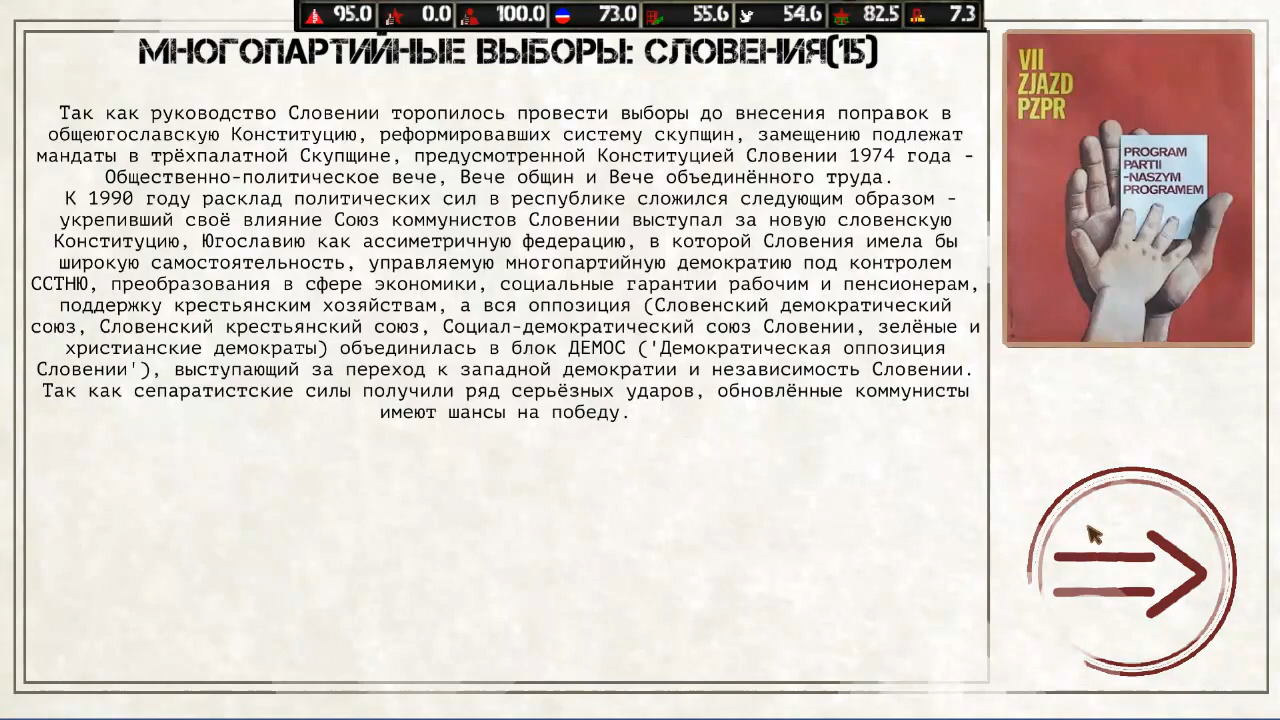 95.0 0.0 100.0 73.0 55.6 54.6 82.5 7.3
МНОГОПАРТИЙНЫЕ ВЫБОРЫ: СЛОВЕНИЯ(15)
Так как руководство Словении торопилось провести выборы до внесения поправок в
общеюгославскую Конституцию, реформировавших систему скупщин, замещению подлежат
мандаты в трёхпалатной Скупщине, предусмотренной Конституцией Словении 1974 года -
Общественно-политическое вече, Вече общин и Вече объединённого труда.
К 1990 году расклад политических сил в республике сложился следующим образом -
укрепивший своё влияние Союз коммунистов Словении выступал за новую словенскую
Конституцию, Югославию как ассиметричную федерацию, в которой Словения имела бы
широкую самостоятельность, управляемую многопартийную демократию под контролем
ССТНЮ, преобразования в сфере экономики, социальные гарантии рабочим и пенсионерам,
поддержку крестьянским хозяйствам, а вся оппозиция (Словенский демократический
союз, Словенский крестьянский союз, Социал-демократический союз Словении, зелёные и
христианские демократы) объединилась в блок ДЕМОС ('Демократическая оппозиция
Словении'), выступающий за переход к западной демократии и независимость Словении.
Так как сепаратистские силы получили ряд серьёзных ударов, обновлённые коммунисты
имеют шансы на победу.
VII
ZJAZD
PZPR
PROGRAM
PARTII
-NASZYM
PROGRAMEM